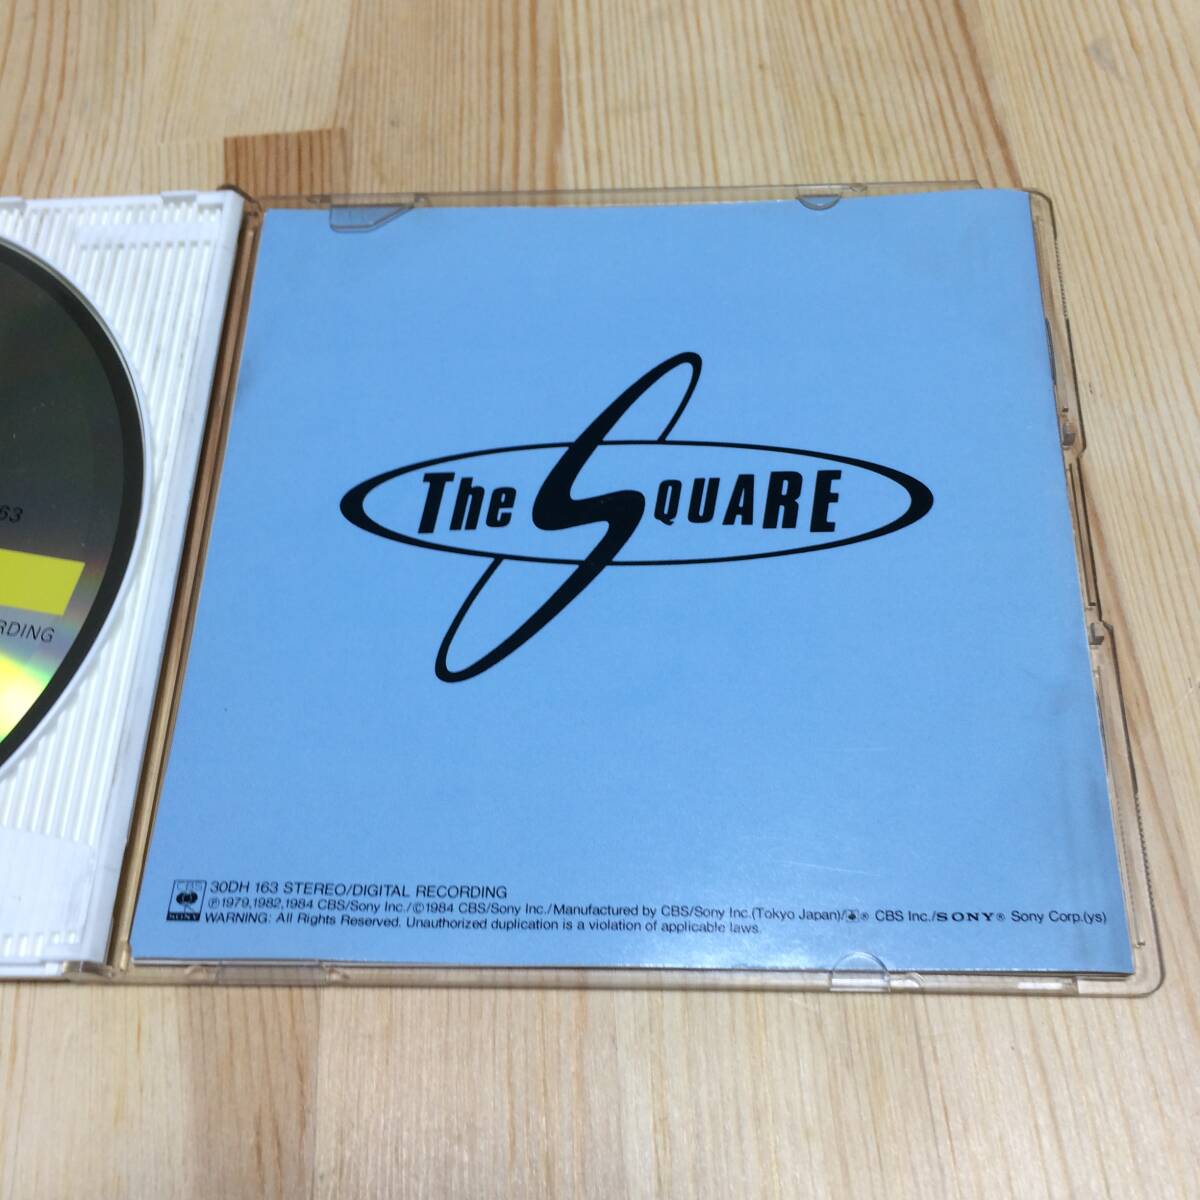 The SQUARE
63
RDING
CBS
SONY
30DH 163 STEREO/DIGITAL RECORDING
℗1979,1982,1984 CBS/Sony Inc./©1984 CBS/Sony Inc./Manufactured by CBS/Sony Inc.(Tokyo Japan)/® CBS Inc./SONY® Sony Corp.(ys)
WARNING: All Rights Reserved. Unauthorized duplication is a violation of applicable laws.